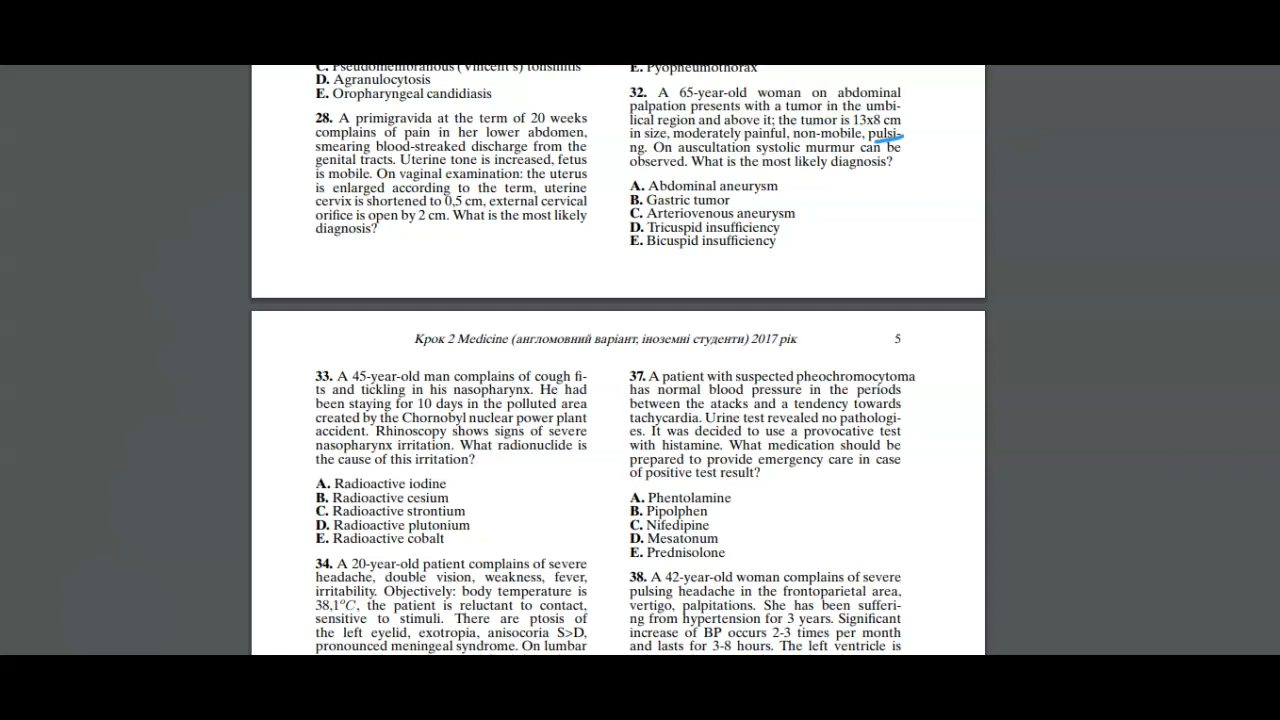 C. Pseudomembranous (Vincent's) tonsillitis
D. Agranulocytosis
E. Oropharyngeal candidiasis
28. A primigravida at the term of 20 weeks
complains of pain in her lower abdomen,
smearing blood-streaked discharge from the
genital tracts. Uterine tone is increased, fetus
is mobile. On vaginal examination: the uterus
is enlarged according to the term, uterine
cervix is shortened to 0,5 cm, external cervical
orifice is open by 2 cm. What is the most likely
diagnosis?
E. Pyopneumothorax
32. A 65-year-old woman on abdominal
palpation presents with a tumor in the umbi-
lical region and above it; the tumor is 13x8 cm
in size, moderately painful, non-mobile, pulsi-
ng. On auscultation systolic murmur can be
observed. What is the most likely diagnosis?
A. Abdominal aneurysm
B. Gastric tumor
C. Arteriovenous aneurysm
D. Tricuspid insufficiency
E. Bicuspid insufficiency
Крок 2 Medicine (англомовний варіант, іноземні студенти) 2017 рік 5
33. A 45-year-old man complains of cough fi-
ts and tickling in his nasopharynx. He had
been staying for 10 days in the polluted area
created by the Chornobyl nuclear power plant
accident. Rhinoscopy shows signs of severe
nasopharynx irritation. What radionuclide is
the cause of this irritation?
A. Radioactive iodine
B. Radioactive cesium
C. Radioactive strontium
D. Radioactive plutonium
E. Radioactive cobalt
34. A 20-year-old patient complains of severe
headache, double vision, weakness, fever,
irritability. Objectively: body temperature is
38,1°C, the patient is reluctant to contact,
sensitive to stimuli. There are ptosis of
the left eyelid, exotropia, anisocoria S>D,
pronounced meningeal syndrome. On lumbar
37. A patient with suspected pheochromocytoma
has normal blood pressure in the periods
between the atacks and a tendency towards
tachycardia. Urine test revealed no pathologi-
es. It was decided to use a provocative test
with histamine. What medication should be
prepared to provide emergency care in case
of positive test result?
A. Phentolamine
B. Pipolphen
C. Nifedipine
D. Mesatonum
E. Prednisolone
38. A 42-year-old woman complains of severe
pulsing headache in the frontoparietal area,
vertigo, palpitations. She has been sufferi-
ng from hypertension for 3 years. Significant
increase of BP occurs 2-3 times per month
and lasts for 3-8 hours. The left ventricle is